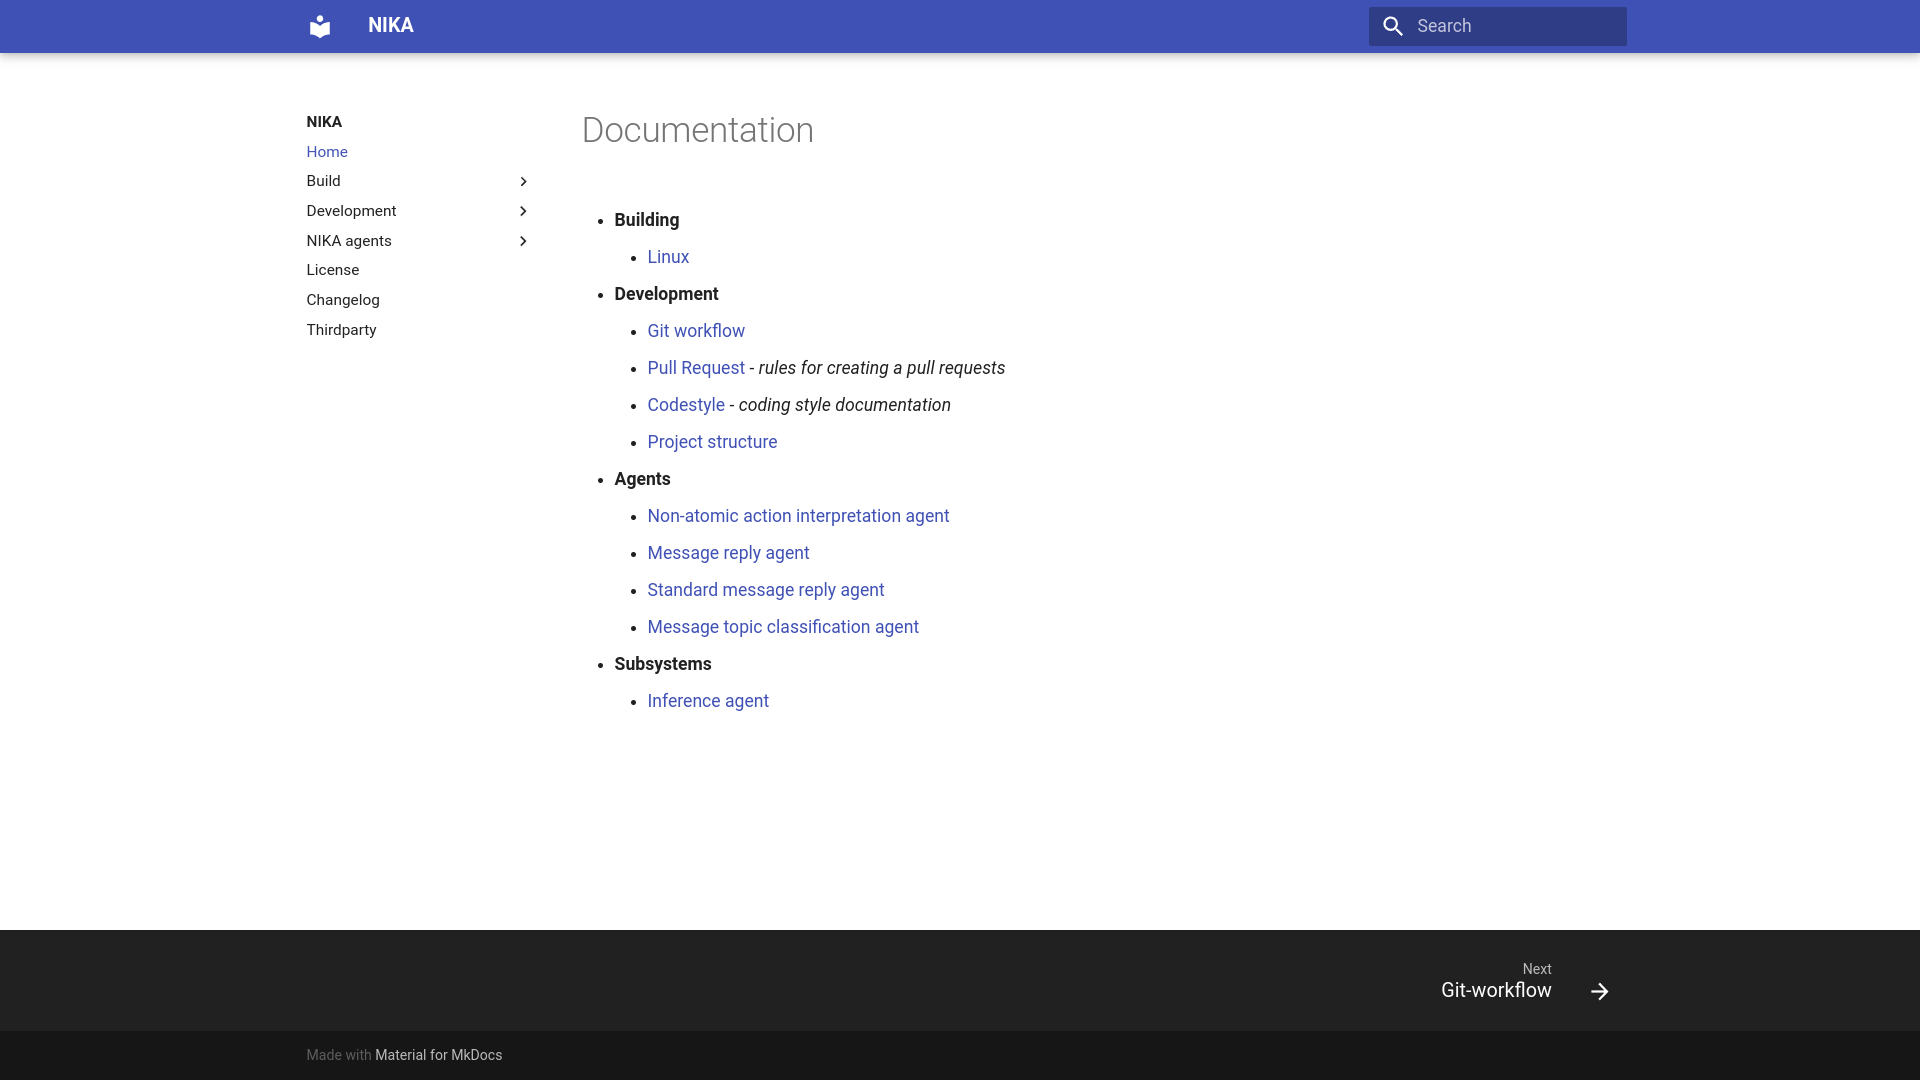 NIKA
Search
NIKA
Home
Build
Development
NIKA agents
License
Changelog
Thirdparty
Documentation
Building
Linux
Development
Git workflow
Pull Request - rules for creating a pull requests
Codestyle - coding style documentation
Project structure
Agents
Non-atomic action interpretation agent
Message reply agent
Standard message reply agent
Message topic classification agent
Subsystems
Inference agent
Next
Git-workflow
Made with Material for MkDocs